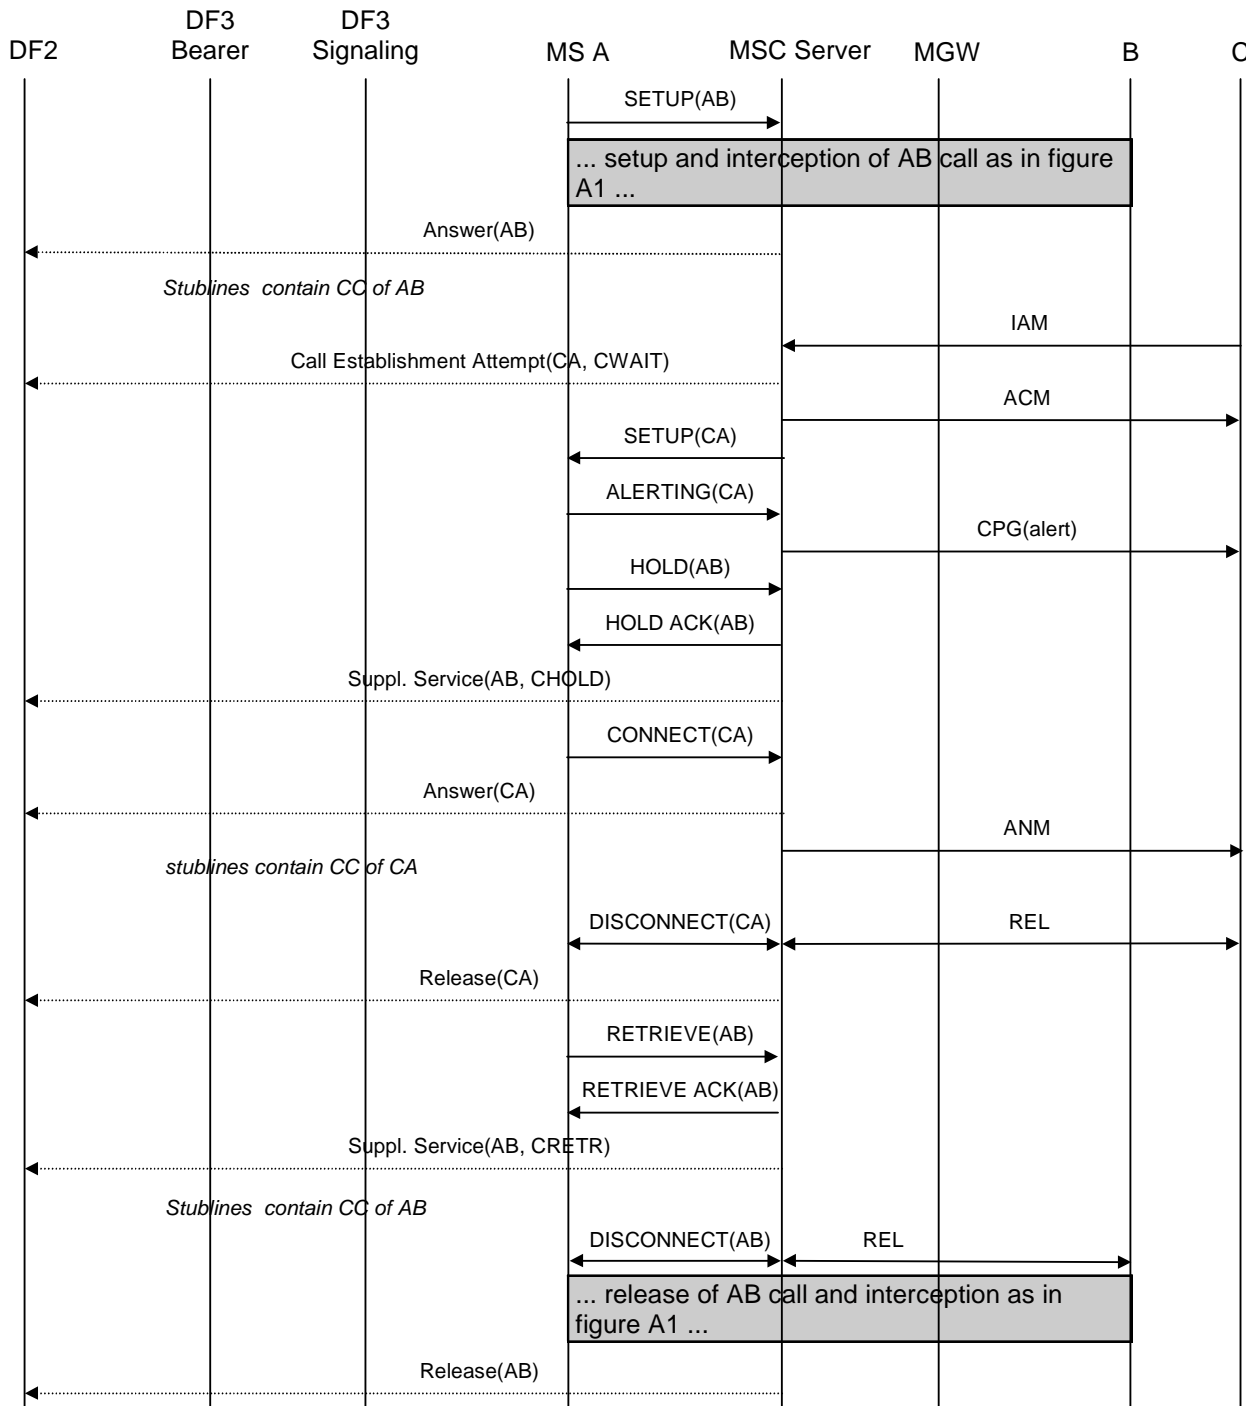 DF2
DF3
Bearer
DF3
Signaling
MS A
MSC Server
MGW
B
C
SETUP(AB)
... setup and interception of AB call as in figure
A1 ...
Answer(AB)
Stublines contain CC of AB
IAM
Call Establishment Attempt(CA, CWAIT)
ACM
SETUP(CA)
ALERTING(CA)
CPG(alert)
HOLD(AB)
HOLD ACK(AB)
Suppl. Service(AB, CHOLD)
CONNECT(CA)
Answer(CA)
ANM
stublines contain CC of CA
DISCONNECT(CA)
REL
Release(CA)
RETRIEVE(AB)
RETRIEVE ACK(AB)
Suppl. Service(AB, CRETR)
Stublines contain CC of AB
DISCONNECT(AB)
REL
... release of AB call and interception as in
figure A1 ...
Release(AB)